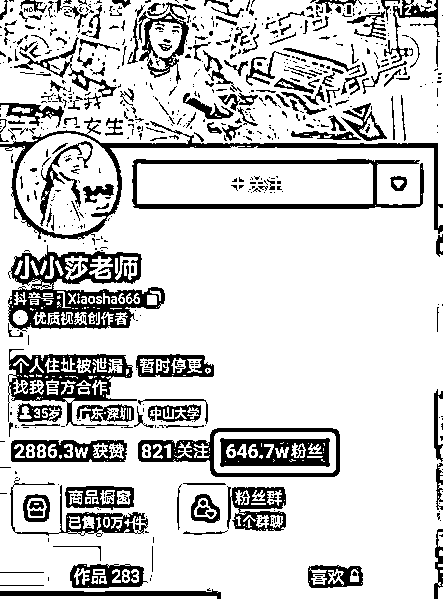 + 关注
小小莎老师
抖音号: Xiaosha666
优质视频创作者
个人住址被泄漏，暂时停更。
找我官方合作
35岁 广东·深圳 中山大学
2886.3w 获赞 821 关注 646.7w 粉丝
商品橱窗 粉丝群
已售10万+件 1个群聊
作品 283 喜欢